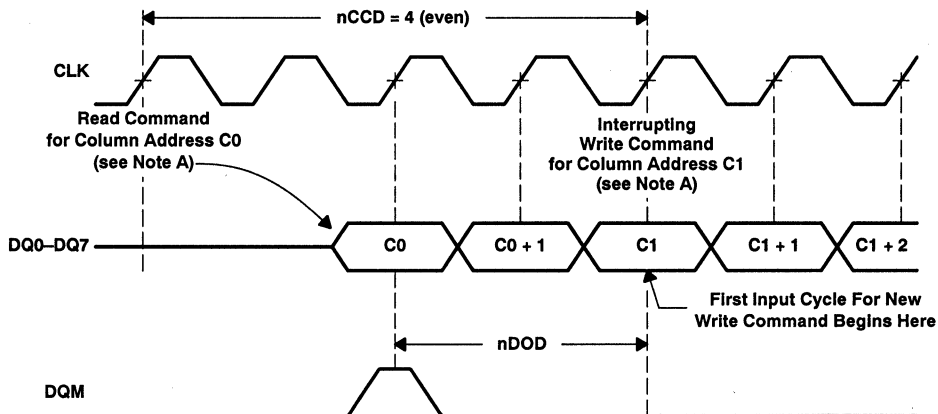 nCCD = 4 (even)
CLK
Read Command
for Column Address C0
(see Note A)
Interrupting
Write Command
for Column Address C1
(see Note A)
DQ0–DQ7
C0
C0 + 1
C1
C1 + 1
C1 + 2
First Input Cycle For New
Write Command Begins Here
nDOD
DQM